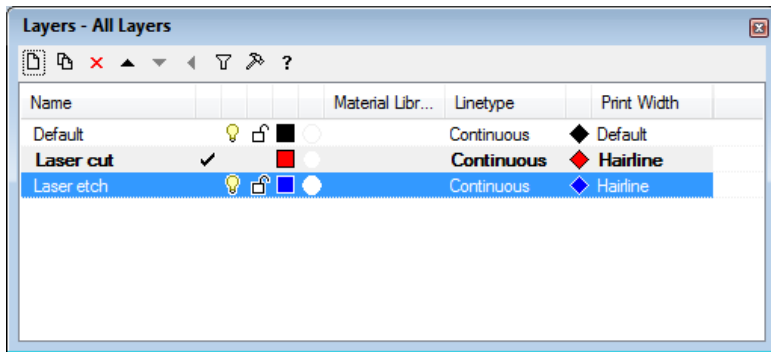 Layers - All Layers
?
Name Material Libr... Linetype Print Width
Default Continuous Default
Laser cut Continuous Hairline
Laser etch Continuous Hairline